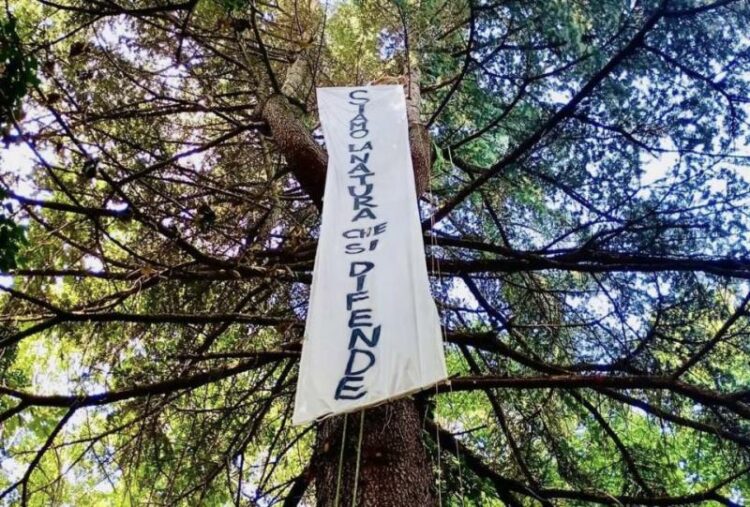 SIAMO LA NATURA
CHE
SI
DIFENDE